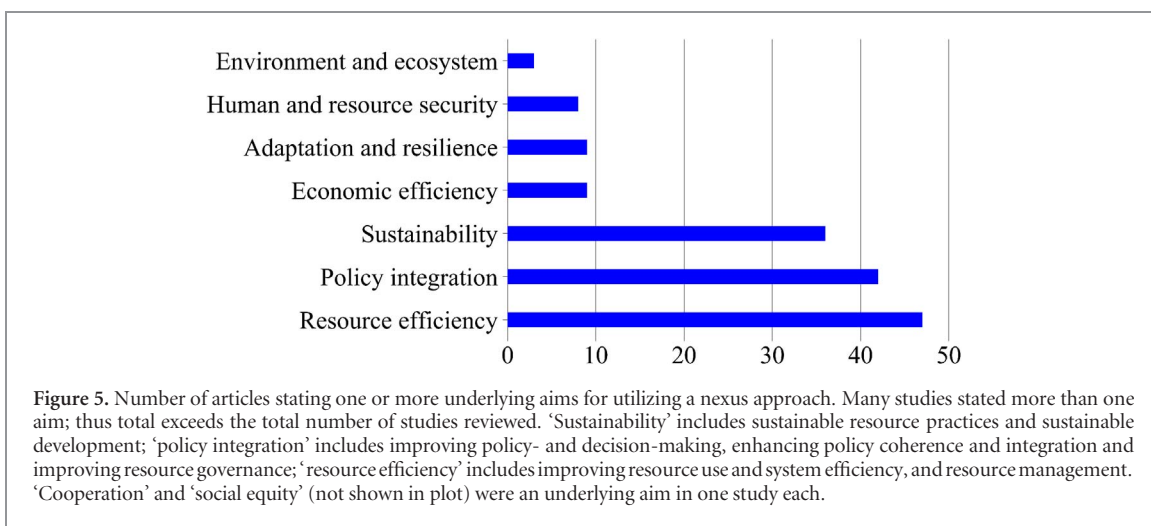 Environment and ecosystem
Human and resource security
Adaptation and resilience
Economic efficiency
Sustainability
Policy integration
Resource efficiency
0 10 20 30 40 50
Figure 5. Number of articles stating one or more underlying aims for utilizing a nexus approach. Many studies stated more than one
aim; thus total exceeds the total number of studies reviewed. ‘Sustainability’ includes sustainable resource practices and sustainable
development; ‘policy integration’ includes improving policy- and decision-making, enhancing policy coherence and integration and
improving resource governance; ‘resource efficiency’ includes improving resource use and system efficiency, and resource management.
‘Cooperation’ and ‘social equity’ (not shown in plot) were an underlying aim in one study each.